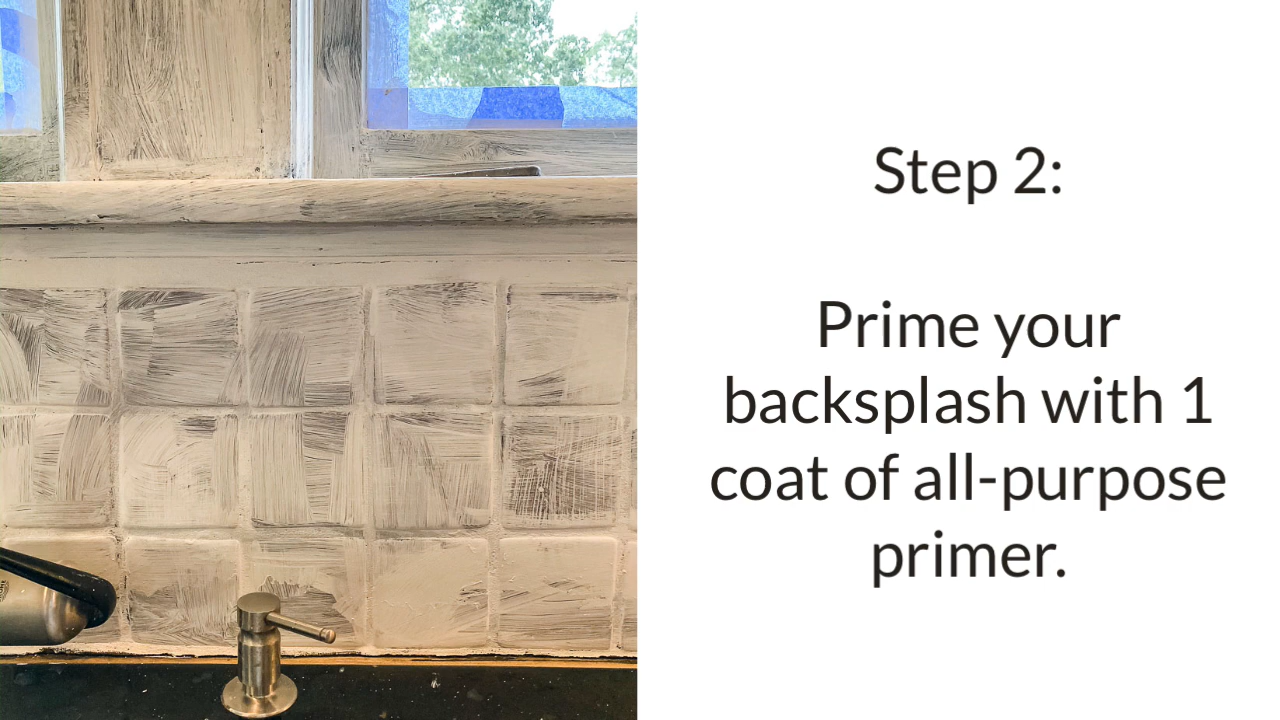 Step 2:
Prime your
backsplash with 1
coat of all-purpose
primer.